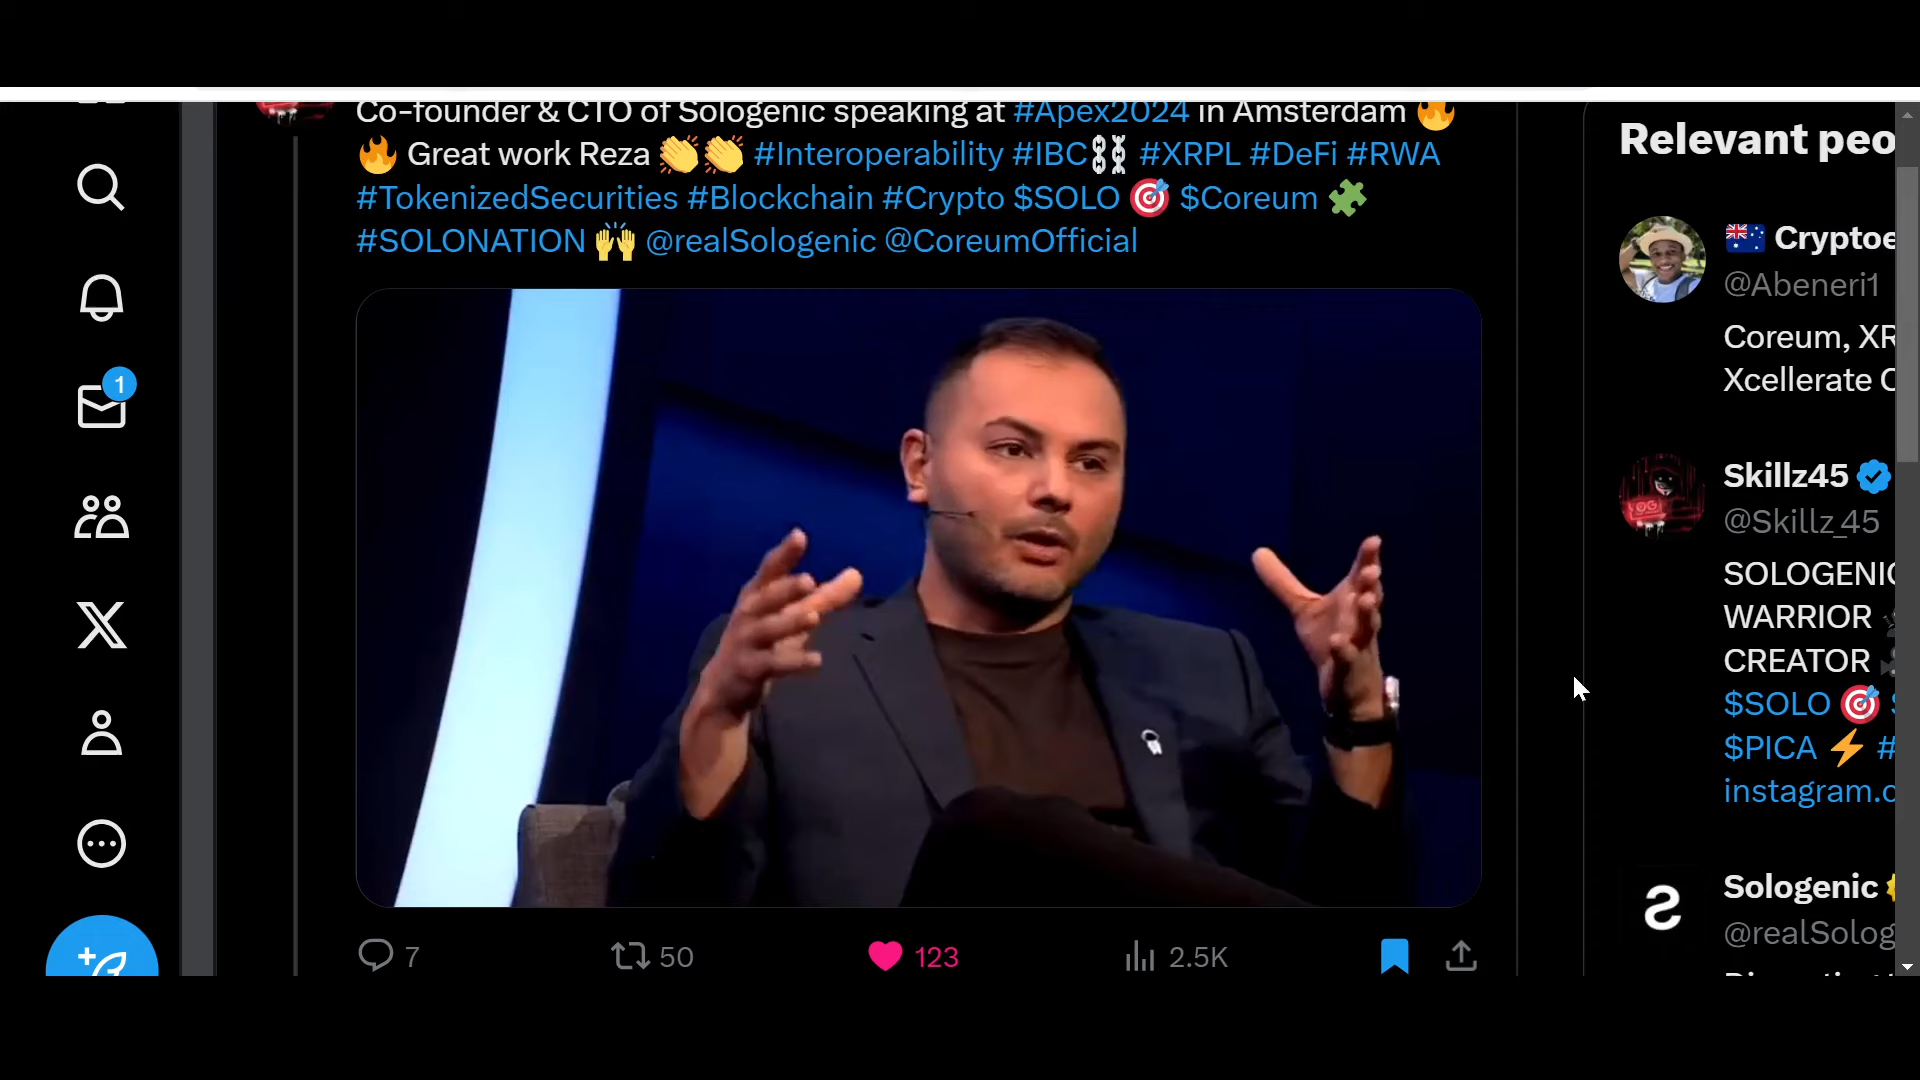 Co-founder & CTO of Sologenic speaking at #Apex2024 in Amsterdam 🔥
🔥 Great work Reza 👏👏 #Interoperability #IBC⛓️ #XRPL #DeFi #RWA
#TokenizedSecurities #Blockchain #Crypto $SOLO 🎯 $Coreum 🧩
#SOLONATION 🙌 @realSologenic @CoreumOfficial
7
50
123
2.5K
1
Relevant peo
🇦🇺 Cryptoe
@Abeneri1
Coreum, XR
Xcellerate C
Skillz45
@Skillz_45
SOLOGENIC
WARRIOR
CREATOR
$SOLO 🎯
$PICA ⚡ #
instagram.c
Sologenic
@realSolog